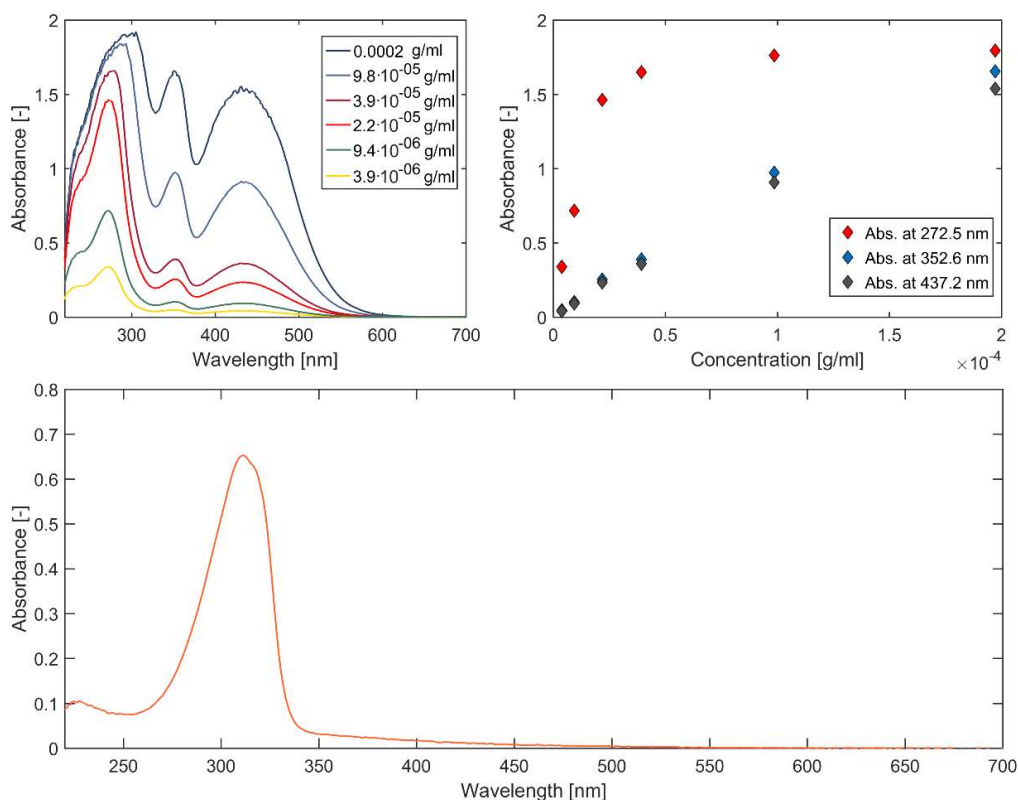 2
1.5
1
0.5
0
Absorbance [-]
0.0002 g/ml
9.8·10⁻⁰⁵ g/ml
3.9·10⁻⁰⁵ g/ml
2.2·10⁻⁰⁵ g/ml
9.4·10⁻⁰⁶ g/ml
3.9·10⁻⁰⁶ g/ml
300 400 500 600 700
Wavelength [nm]
2
1.5
1
0.5
0
Absorbance [-]
Abs. at 272.5 nm
Abs. at 352.6 nm
Abs. at 437.2 nm
0 0.5 1 1.5 2
Concentration [g/ml] ×10⁻⁴
0.8
0.7
0.6
0.5
0.4
0.3
0.2
0.1
0
Absorbance [-]
250 300 350 400 450 500 550 600 650 700
Wavelength [nm]